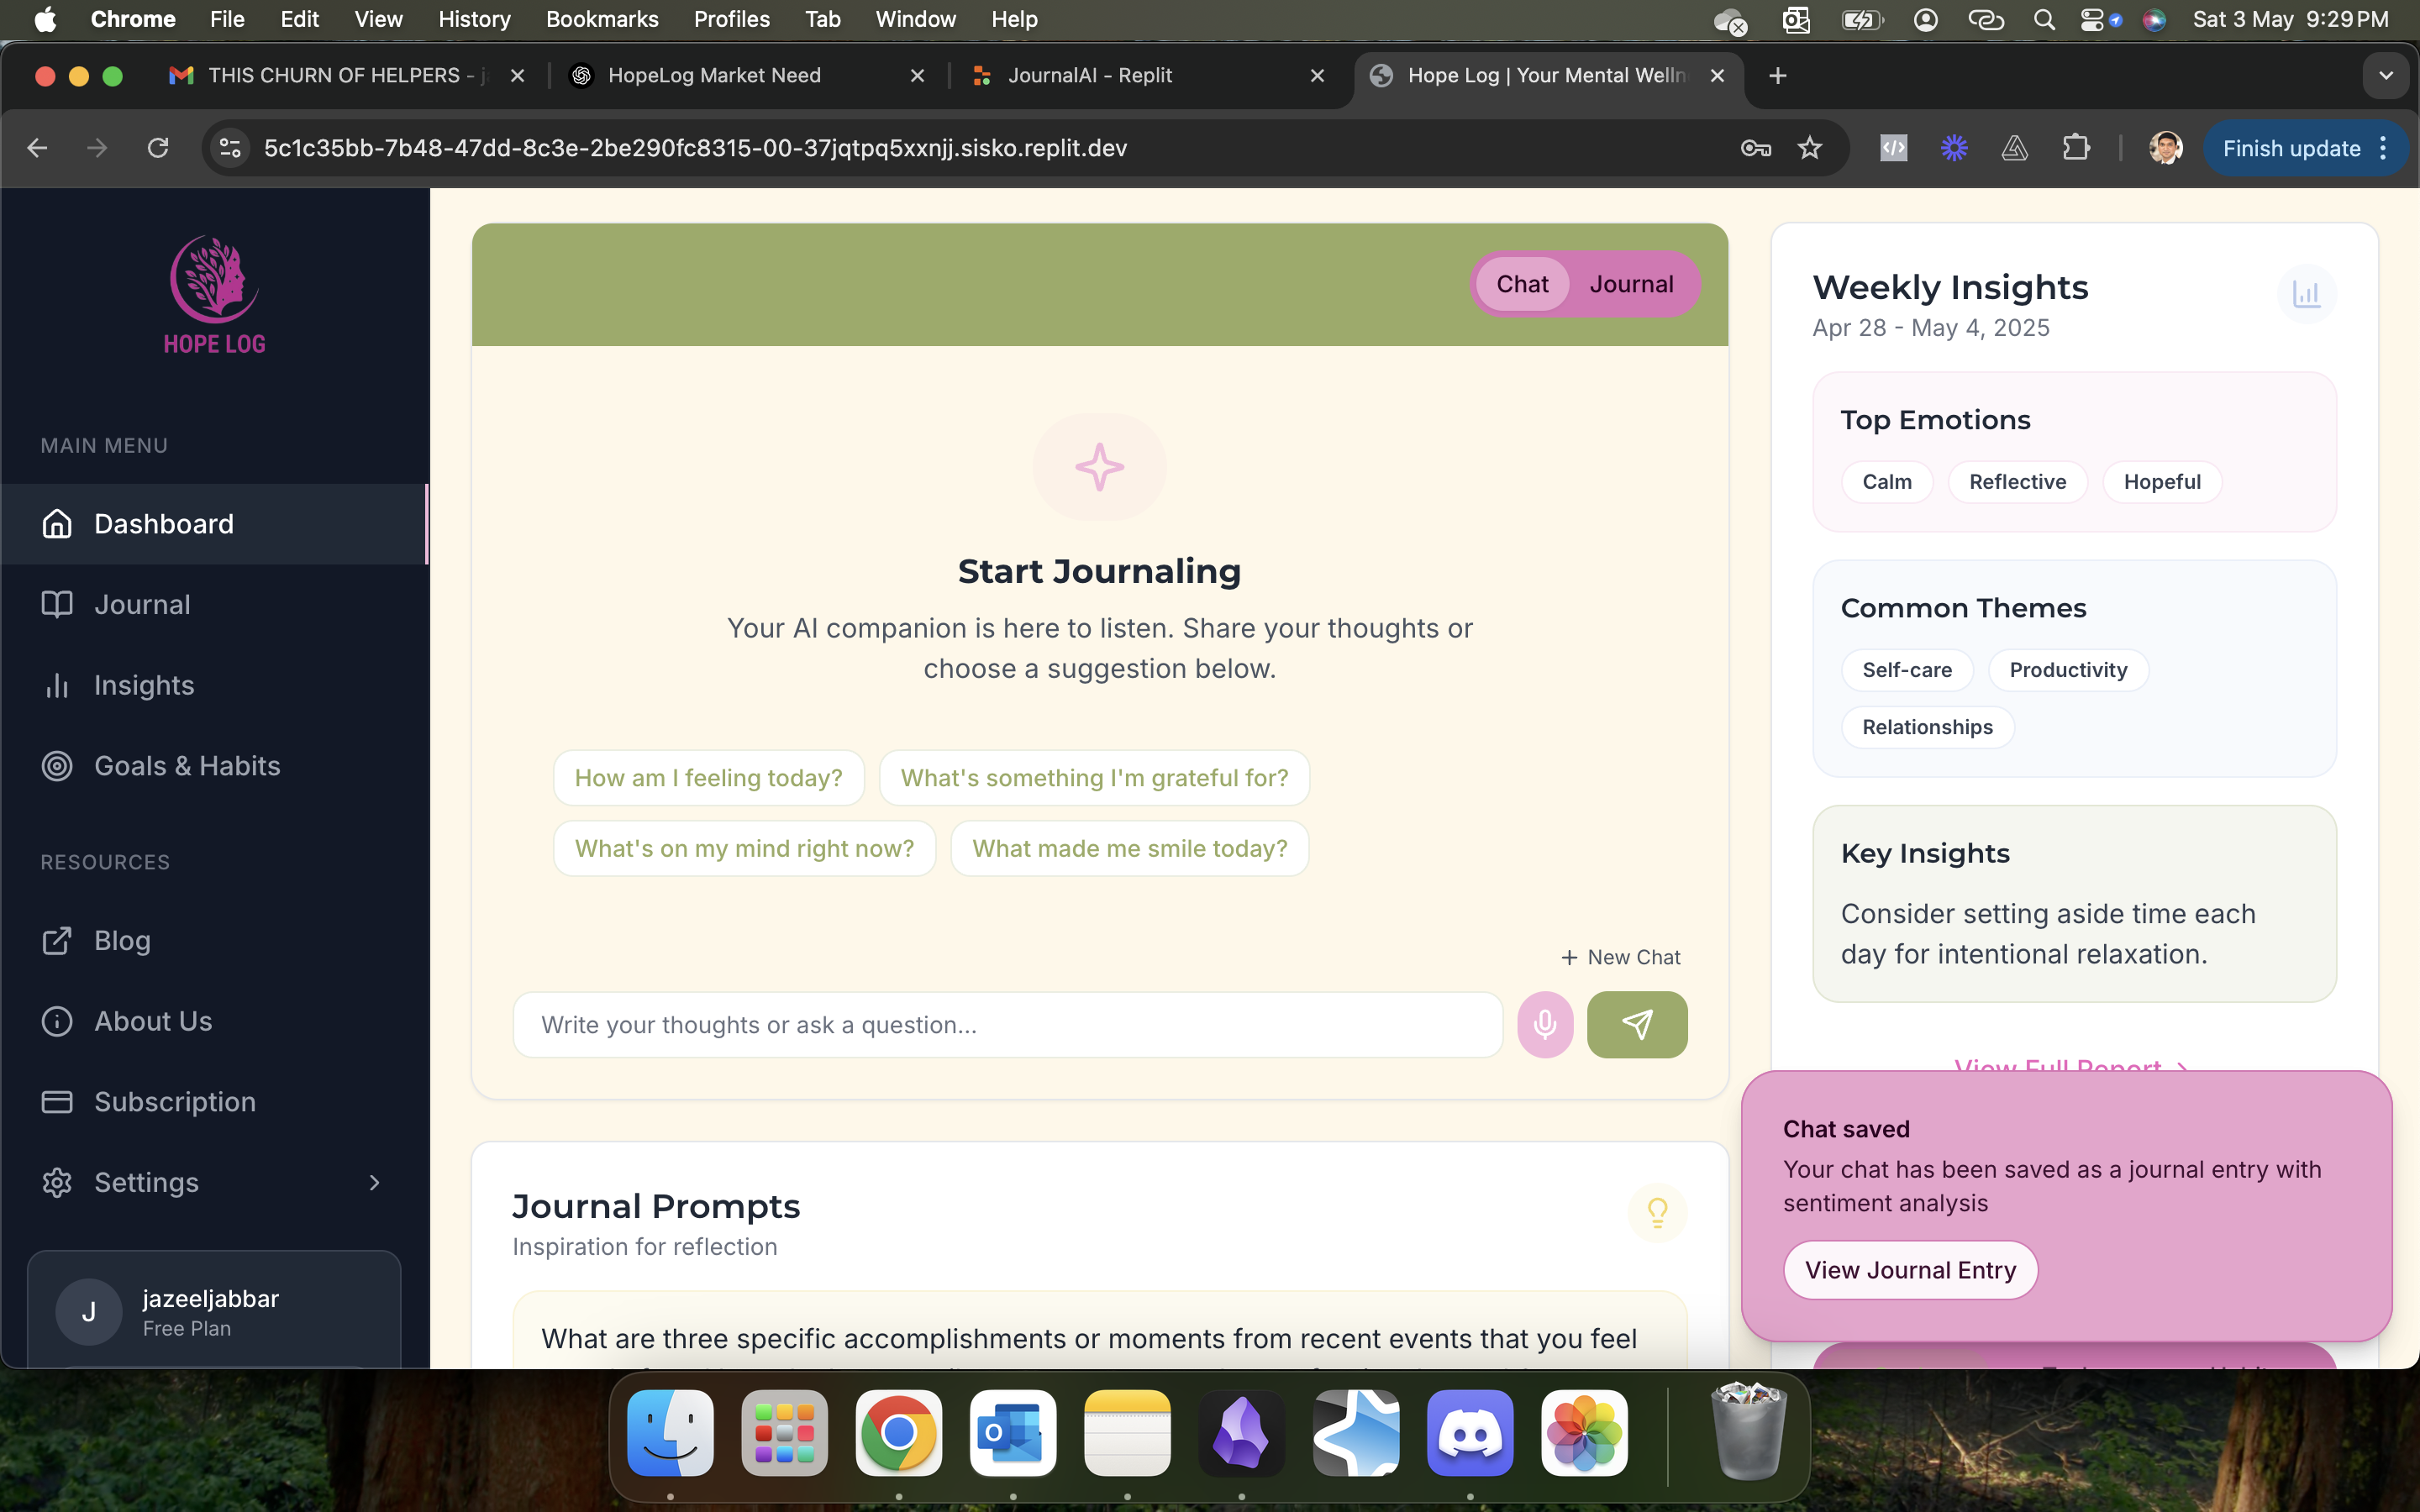 Chrome File Edit View History Bookmarks Profiles Tab Window Help Sat 3 May 9:29 PM
THIS CHURN OF HELPERS - HopeLog Market Need JournalAI - Replit Hope Log | Your Mental Welln
5c1c35bb-7b48-47dd-8c3e-2be290fc8315-00-37jqtpq5xxnjj.sisko.replit.dev Finish update
HOPE LOG
MAIN MENU
Dashboard
Journal
Insights
Goals & Habits
RESOURCES
Blog
About Us
Subscription
Settings
J
jazeeljabbar
Free Plan
Chat Journal
Start Journaling
Your AI companion is here to listen. Share your thoughts or
choose a suggestion below.
How am I feeling today? What's something I'm grateful for?
What's on my mind right now? What made me smile today?
+ New Chat
Write your thoughts or ask a question...
Journal Prompts
Inspiration for reflection
What are three specific accomplishments or moments from recent events that you feel
Weekly Insights
Apr 28 - May 4, 2025
Top Emotions
Calm Reflective Hopeful
Common Themes
Self-care Productivity
Relationships
Key Insights
Consider setting aside time each
day for intentional relaxation.
View Full Report
Chat saved
Your chat has been saved as a journal entry with
sentiment analysis
View Journal Entry